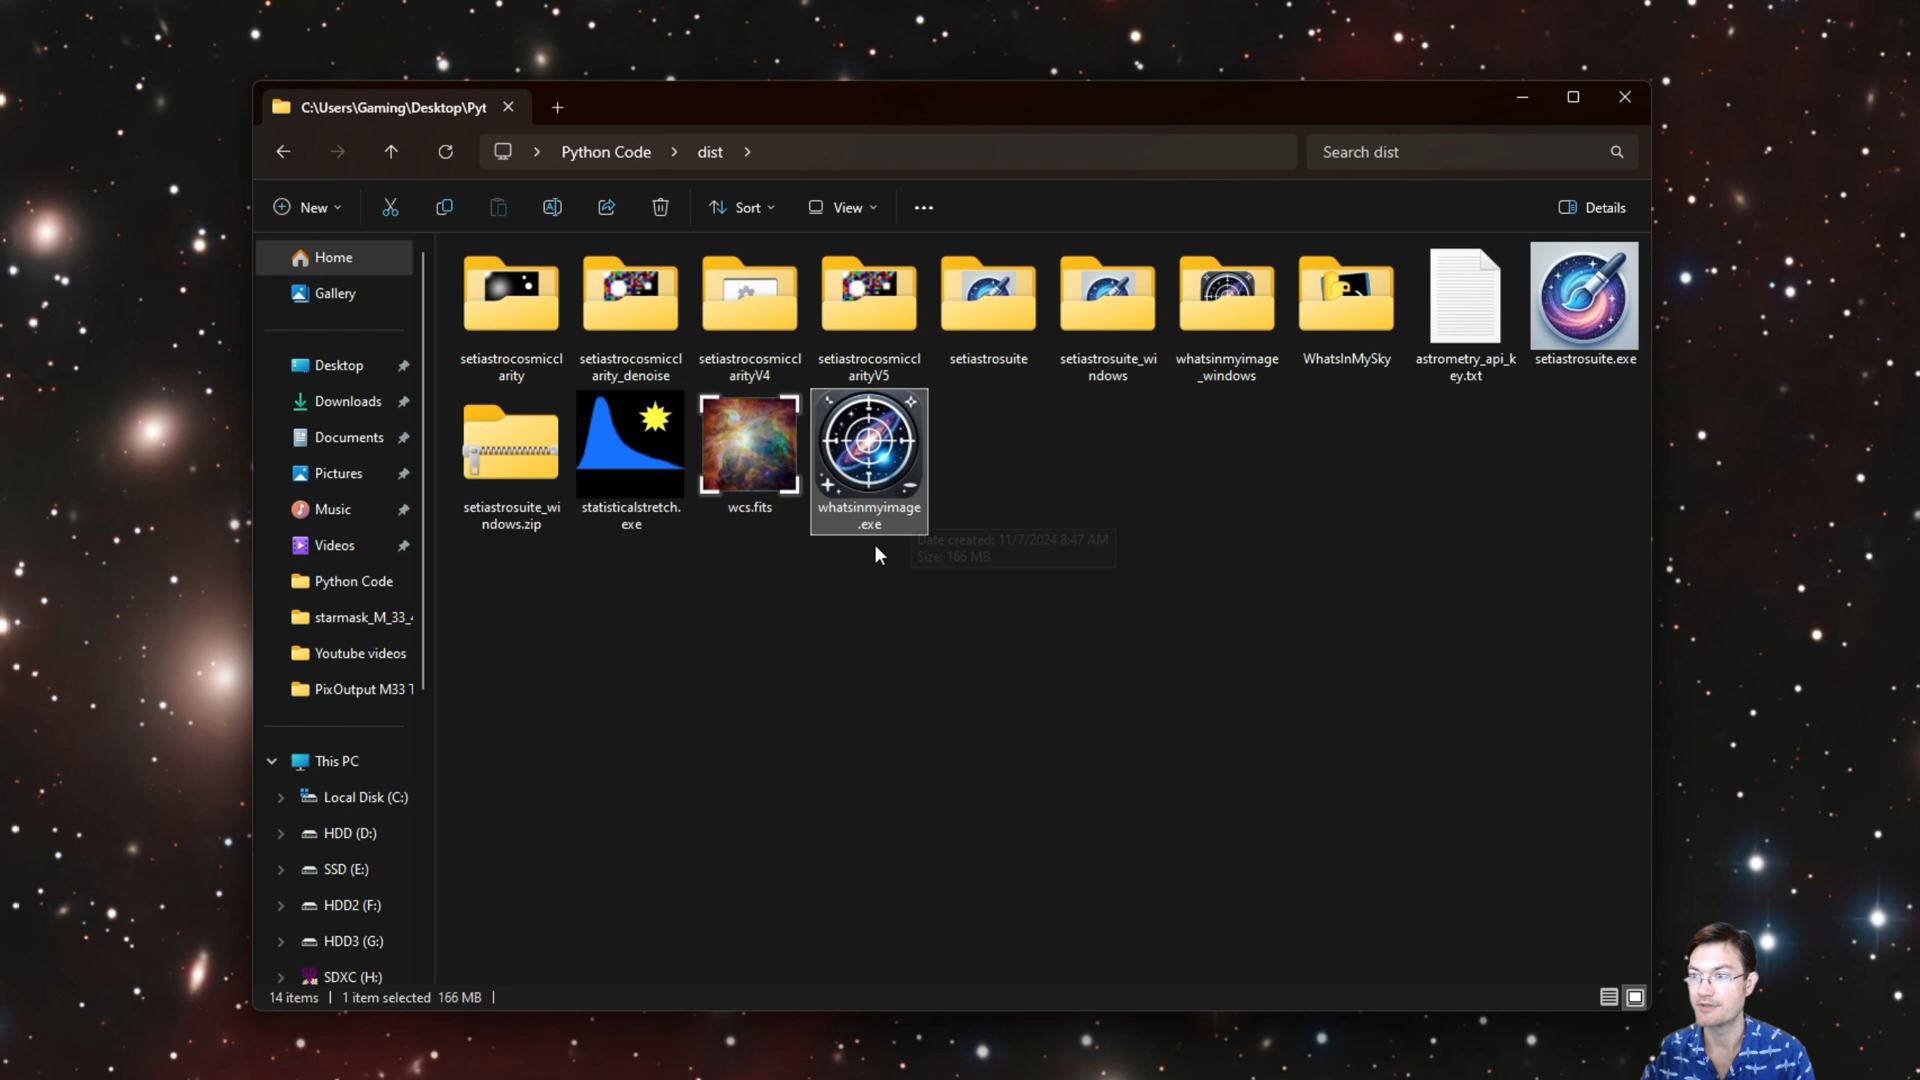 C:\Users\Gaming\Desktop\Pyt
Python Code
dist
Search dist
New
Sort
View
Details
Home
Gallery
Desktop
Downloads
Documents
Pictures
Music
Videos
Python Code
starmask_M_33_
Youtube videos
PixOutput M33 T
This PC
Local Disk (C:)
HDD (D:)
SSD (E:)
HDD2 (F:)
HDD3 (G:)
SDXC (H:)
setiastrocosmiccl
arity
setiastrocosmiccl
arity_denoise
setiastrocosmiccl
arityV4
setiastrocosmiccl
arityV5
setiastrosuite
setiastrosuite_wi
ndows
whatsinmyimage
_windows
WhatsInMySky
astrometry_api_k
ey.txt
setiastrosuite.exe
setiastrosuite_wi
ndows.zip
statisticalstretch.
exe
wcs.fits
whatsinmyimage
.exe
Date created: 11/7/2024 8:47 AM
Size: 166 MB
14 items
1 item selected 166 MB